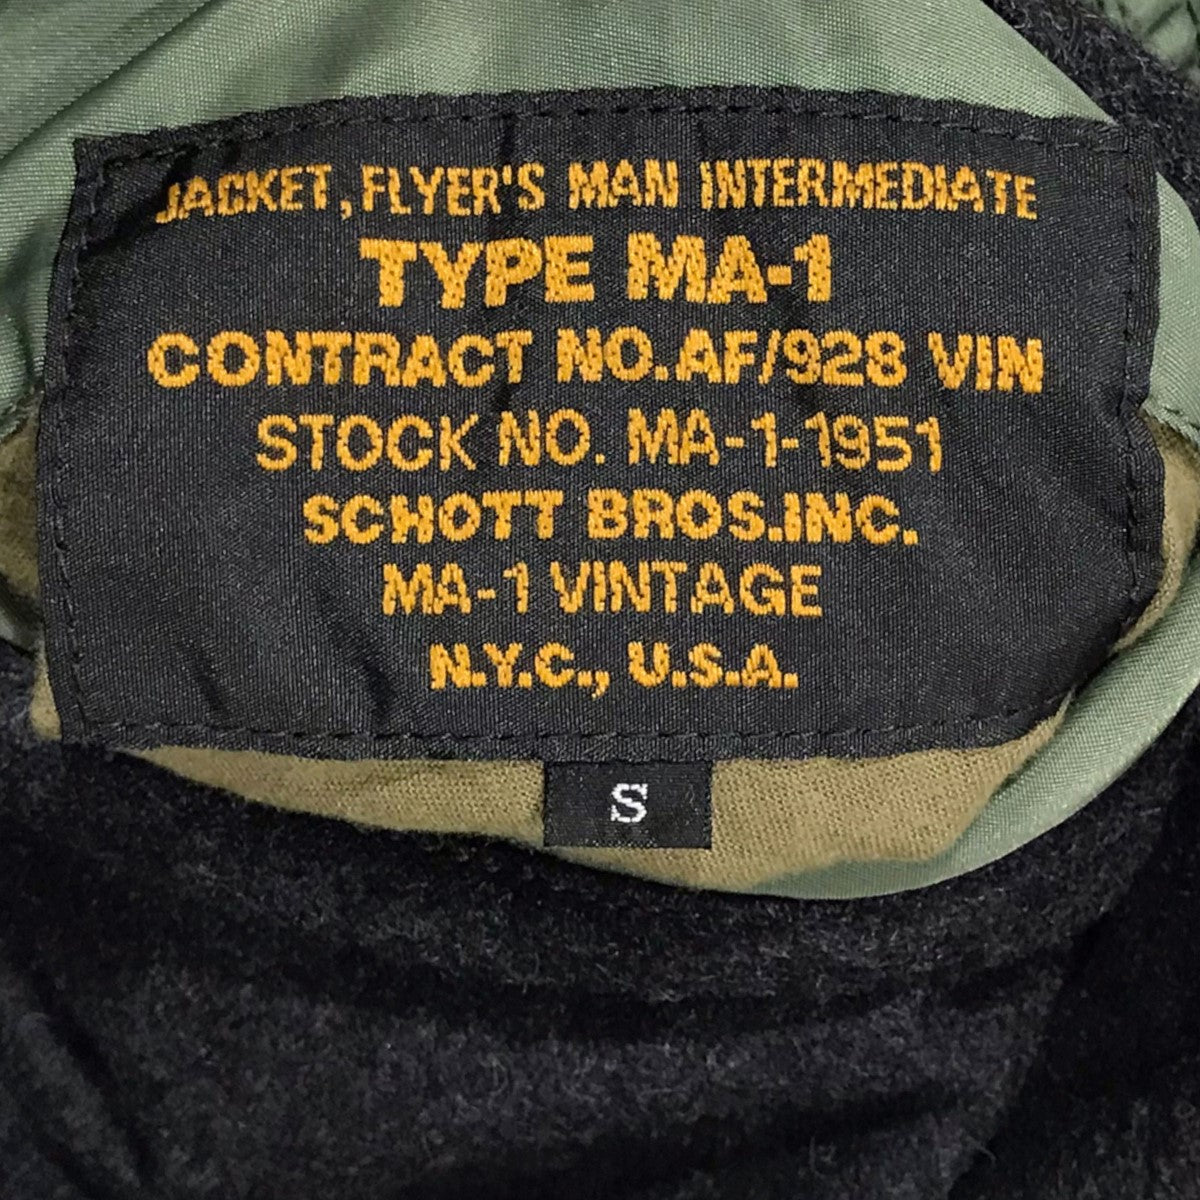 JACKET, FLYER'S MAN INTERMEDIATE
TYPE MA-1
CONTRACT NO. AF/928 VIN
STOCK NO. MA-1-1951
SCHOTT BROS.INC.
MA-1 VINTAGE
N.Y.C., U.S.A.
S